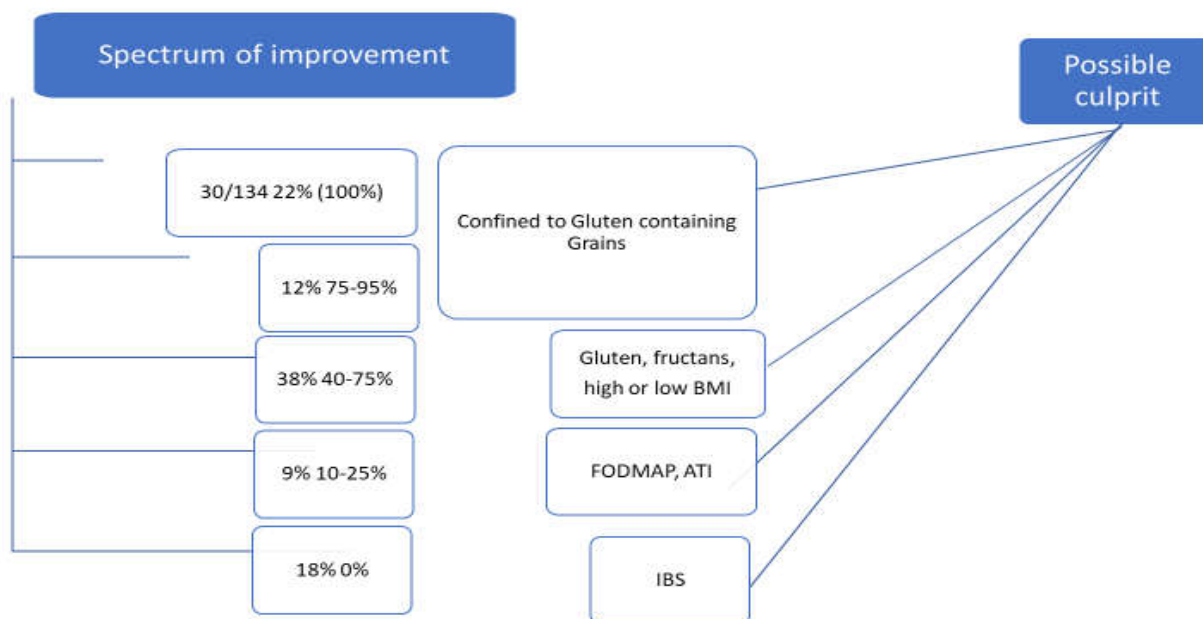 Spectrum of improvement
Possible
culprit
30/134 22% (100%)
Confined to Gluten containing
Grains
12% 75-95%
38% 40-75%
Gluten, fructans,
high or low BMI
9% 10-25%
FODMAP, ATI
18% 0%
IBS